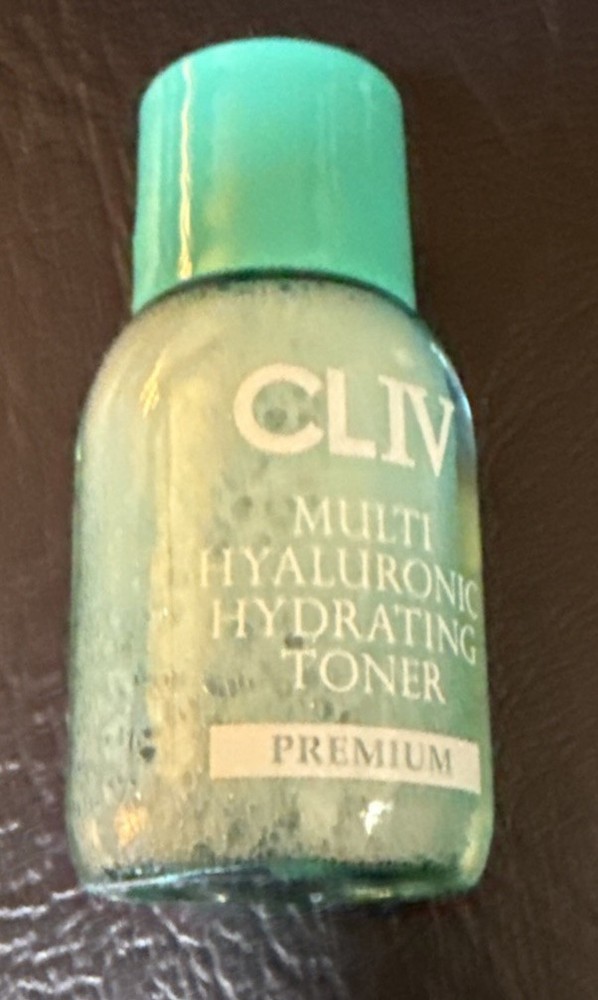 CLIV
MULTI
HYALURONIC
HYDRATING
TONER
PREMIUM